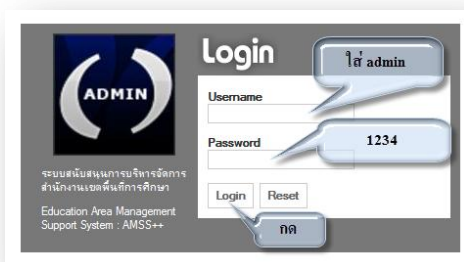 Login
ใส่ admin
ADMIN
Username
Password
1234
ระบบสนับสนุนการบริหารจัดการ
สำนักงานเขตพื้นที่การศึกษา
Login Reset
Education Area Management
Support System : AMSS++
กด